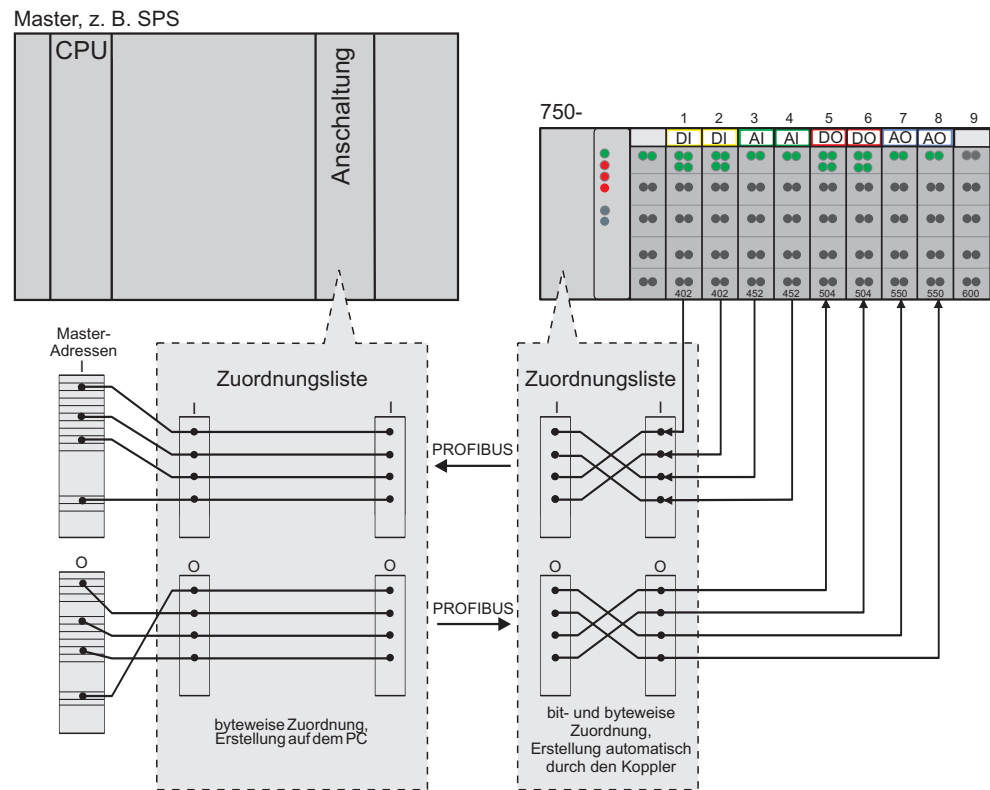 Master, z. B. SPS
CPU
Anschaltung
750-
1 2 3 4 5 6 7 8 9
DI DI AI AI DO DO AO AO
402 402 452 452 504 504 550 550 600
Master-
Adressen
I
Zuordnungsliste
I I
PROFIBUS
Zuordnungsliste
I I
O
O O
PROFIBUS
O O
byteweise Zuordnung,
Erstellung auf dem PC
bit- und byteweise
Zuordnung,
Erstellung automatisch
durch den Koppler